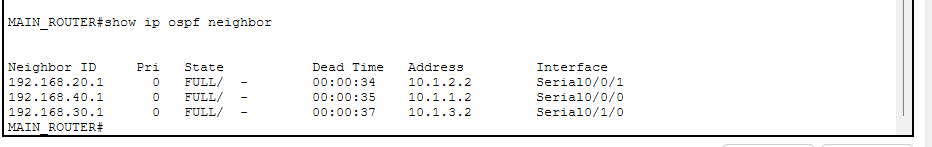 MAIN_ROUTER#show ip ospf neighbor
Neighbor ID     Pri   State           Dead Time   Address         Interface
192.168.20.1      0   FULL/  -        00:00:34    10.1.2.2        Serial0/0/1
192.168.40.1      0   FULL/  -        00:00:35    10.1.1.2        Serial0/0/0
192.168.30.1      0   FULL/  -        00:00:37    10.1.3.2        Serial0/1/0
MAIN_ROUTER#